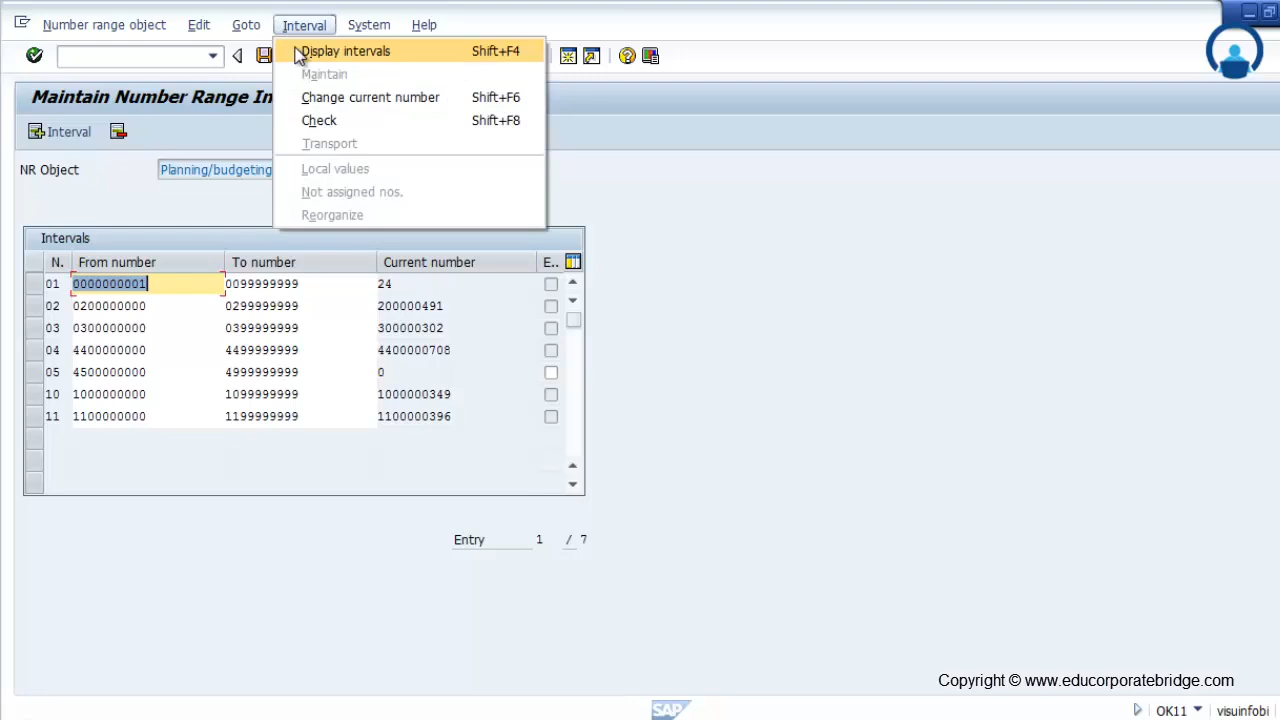 Number range object Edit Goto Interval System Help
Display intervals Shift+F4
Maintain
Change current number Shift+F6
Check Shift+F8
Transport
Local values
Not assigned nos.
Reorganize
Maintain Number Range In
Interval
NR Object Planning/budgeting
Intervals
N. From number To number Current number E..
01 0000000001 0099999999 24
02 0200000000 0299999999 200000491
03 0300000000 0399999999 300000302
04 4400000000 4499999999 4400000708
05 4500000000 4999999999 0
10 1000000000 1099999999 1000000349
11 1100000000 1199999999 1100000396
Entry 1 / 7
Copyright © www.educorporatebridge.com
SAP OK11 visuinfobi